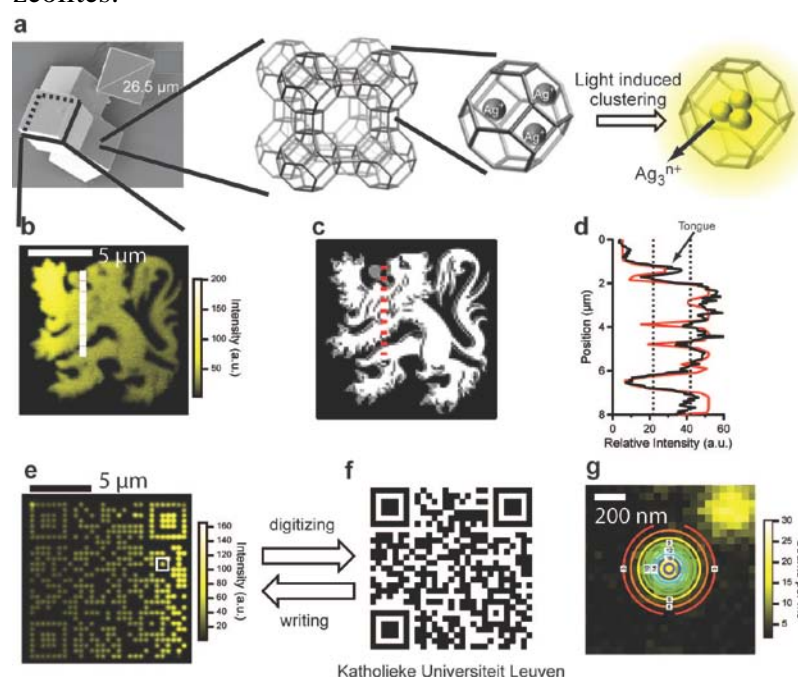 zeolites.
a
26.5 µm
Ag⁺
Ag⁺
Ag⁺
Light induced
clustering
Ag₃ⁿ⁺
b
5 µm
200
150
100
50
Intensity (a.u.)
c
d
Tongue
0
2
4
6
8
Position (µm)
0 20 40 60
Relative Intensity (a.u.)
e
5 µm
160
140
120
100
80
60
40
20
Intensity (a.u.)
digitizing
writing
f
Katholieke Universiteit Leuven
g
200 nm
30
25
20
15
10
5